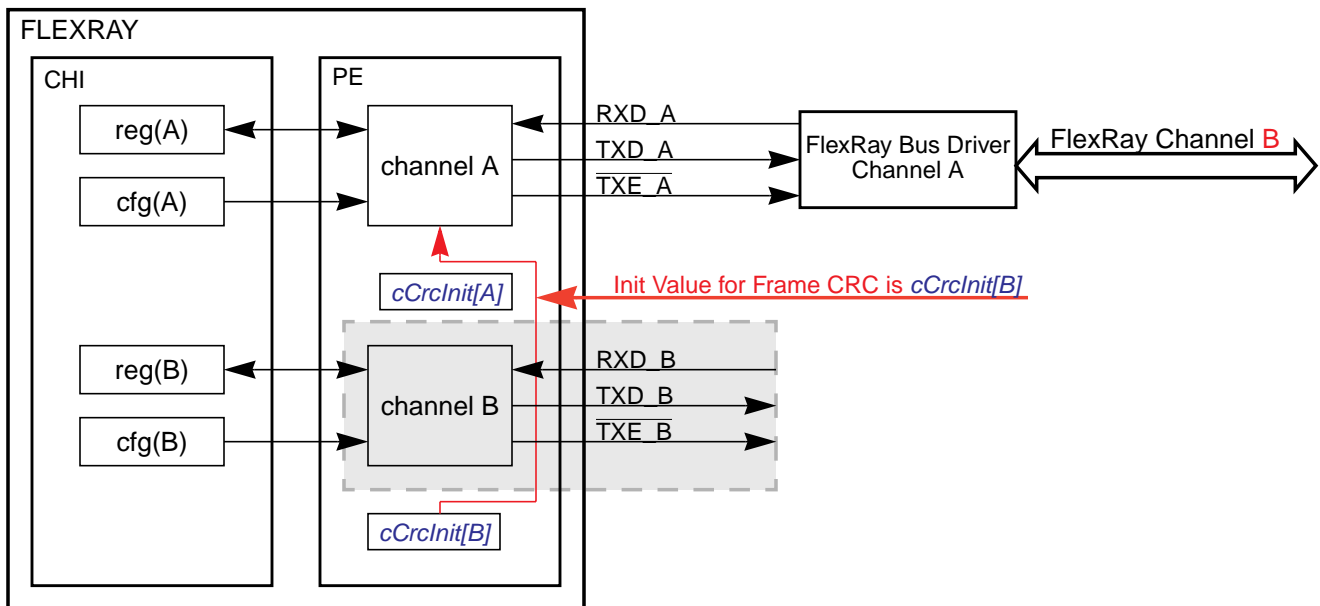 FLEXRAY
CHI
PE
reg(A)
cfg(A)
channel A
RXD_A
TXD_A
TXE_A
FlexRay Bus Driver
Channel A
FlexRay Channel B
cCrcInit[A]
Init Value for Frame CRC is cCrcInit[B]
reg(B)
cfg(B)
channel B
RXD_B
TXD_B
TXE_B
cCrcInit[B]